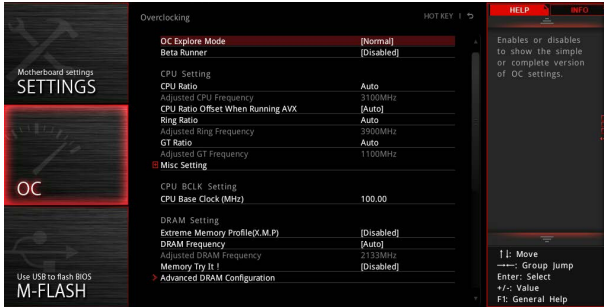 Overclocking
HOT KEY |
HELP
INFO
Motherboard settings
SETTINGS
OC
Use USB to flash BIOS
M-FLASH
OC Explore Mode [Normal]
Beta Runner [Disabled]
CPU Setting
CPU Ratio Auto
Adjusted CPU Frequency 3100MHz
CPU Ratio Offset When Running AVX [Auto]
Ring Ratio Auto
Adjusted Ring Frequency 3900MHz
GT Ratio Auto
Adjusted GT Frequency 1100MHz
Misc Setting
CPU BCLK Setting
CPU Base Clock (MHz) 100.00
DRAM Setting
Extreme Memory Profile(X.M.P) [Disabled]
DRAM Frequency [Auto]
Adjusted DRAM Frequency 2133MHz
Memory Try It ! [Disabled]
Advanced DRAM Configuration
Enables or disables
to show the simple
or complete version
of OC settings.
↑↓: Move
→←: Group Jump
Enter: Select
+/-: Value
F1: General Help